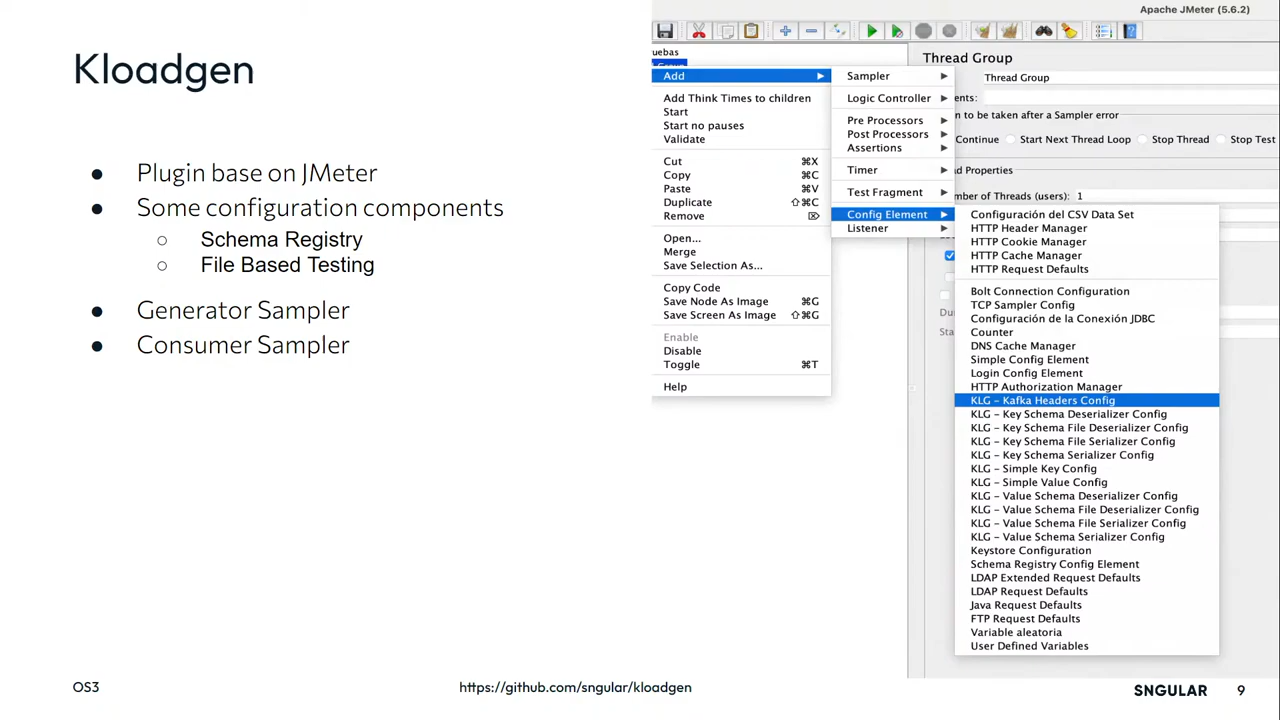 Kloadgen
● Plugin base on JMeter
● Some configuration components
○ Schema Registry
○ File Based Testing
● Generator Sampler
● Consumer Sampler
Apache JMeter (5.6.2)
uebas
Add
Add Think Times to children
Start
Start no pauses
Validate
Cut ⌘X
Copy ⌘C
Paste ⌘V
Duplicate ⇧⌘C
Remove ⌦
Open...
Merge
Save Selection As...
Copy Code
Save Node As Image ⌘G
Save Screen As Image ⇧⌘G
Enable
Disable
Toggle ⌘T
Help
Sampler
Logic Controller
Pre Processors
Post Processors
Assertions
Timer
Test Fragment
Config Element
Listener
Thread Group
Thread Group
ents:
n to be taken after a Sampler error
Continue Start Next Thread Loop Stop Thread Stop Test
d Properties
mber of Threads (users): 1
Configuración del CSV Data Set
HTTP Header Manager
HTTP Cookie Manager
HTTP Cache Manager
HTTP Request Defaults
Bolt Connection Configuration
TCP Sampler Config
Configuración de la Conexión JDBC
Counter
DNS Cache Manager
Simple Config Element
Login Config Element
HTTP Authorization Manager
KLG - Kafka Headers Config
KLG - Key Schema Deserializer Config
KLG - Key Schema File Deserializer Config
KLG - Key Schema File Serializer Config
KLG - Key Schema Serializer Config
KLG - Simple Key Config
KLG - Simple Value Config
KLG - Value Schema Deserializer Config
KLG - Value Schema File Deserializer Config
KLG - Value Schema File Serializer Config
KLG - Value Schema Serializer Config
Keystore Configuration
Schema Registry Config Element
LDAP Extended Request Defaults
LDAP Request Defaults
Java Request Defaults
FTP Request Defaults
Variable aleatoria
User Defined Variables
Du
Sta
OS3
https://github.com/sngular/kloadgen
SNGULAR 9